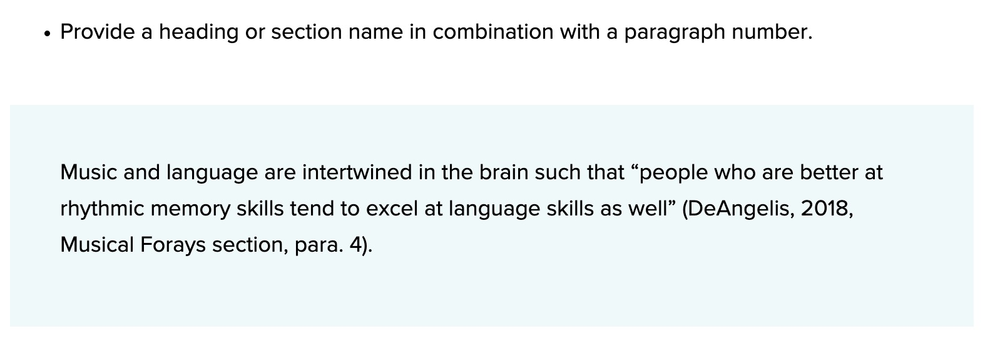 • Provide a heading or section name in combination with a paragraph number.
Music and language are intertwined in the brain such that “people who are better at
rhythmic memory skills tend to excel at language skills as well” (DeAngelis, 2018,
Musical Forays section, para. 4).